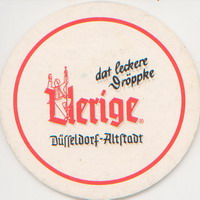 dat leckere
Dröppke
Uerige®
Düsseldorf-Altstadt